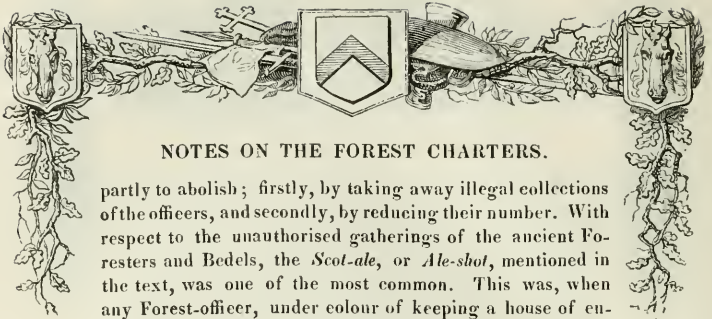 NOTES ON THE FOREST CHARTERS.
partly to abolish ; firstly, by taking away illegal collections
of the officers, and secondly, by reducing their number. With
respect to the unauthorised gatherings of the ancient Fo-
resters and Bedels, the Scot-ale, or Ale-shot, mentioned in
the text, was one of the most common. This was, when
any Forest-officer, under colour of keeping a house of en-